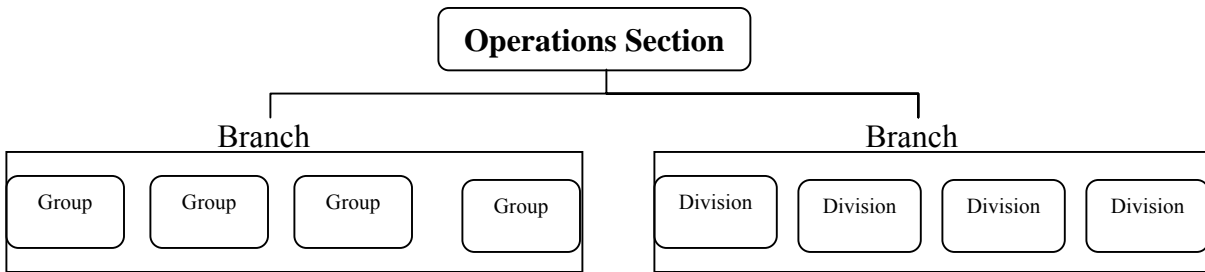 Operations Section
Branch Branch
Group Group Group Group Division Division Division Division